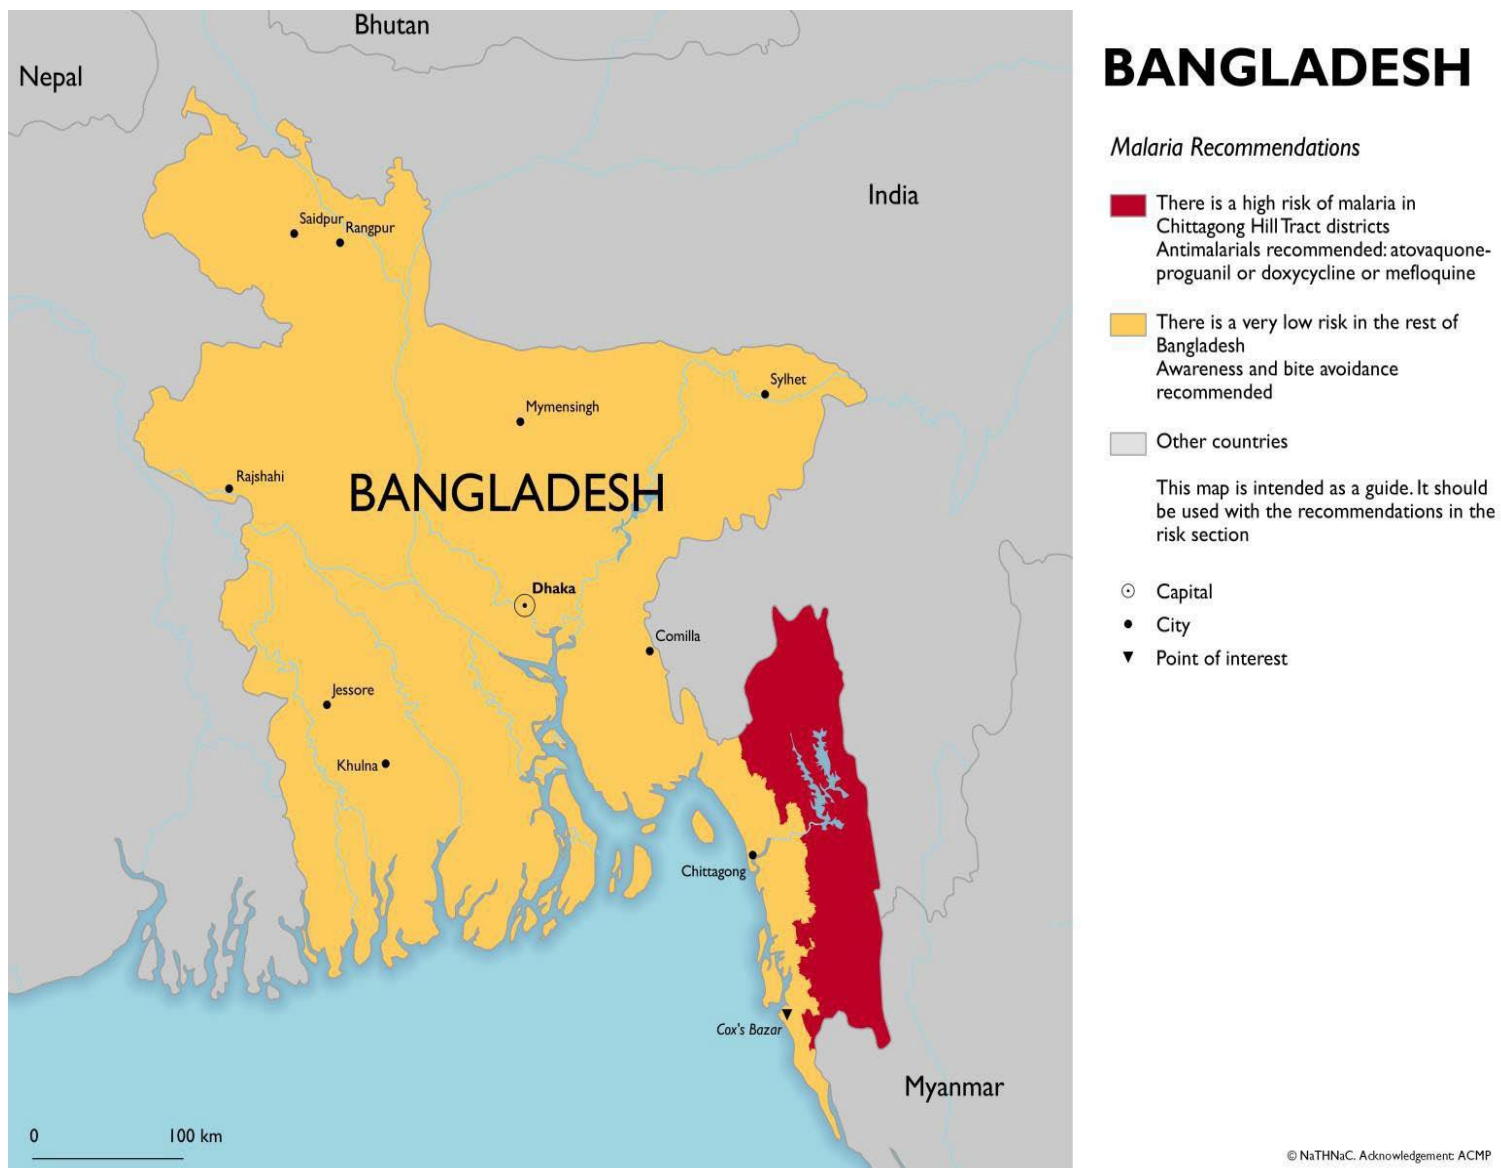 Bhutan
Nepal
India
Saidpur
Rangpur
Sylhet
Mymensingh
Rajshahi
BANGLADESH
Dhaka
Comilla
Jessore
Khulna
Chittagong
Cox's Bazar
Myanmar
0 100 km
BANGLADESH
Malaria Recommendations
There is a high risk of malaria in
Chittagong Hill Tract districts
Antimalarials recommended: atovaquone-
proguanil or doxycycline or mefloquine
There is a very low risk in the rest of
Bangladesh
Awareness and bite avoidance
recommended
Other countries
This map is intended as a guide. It should
be used with the recommendations in the
risk section
Capital
City
Point of interest
© NaTHNaC. Acknowledgement: ACMP